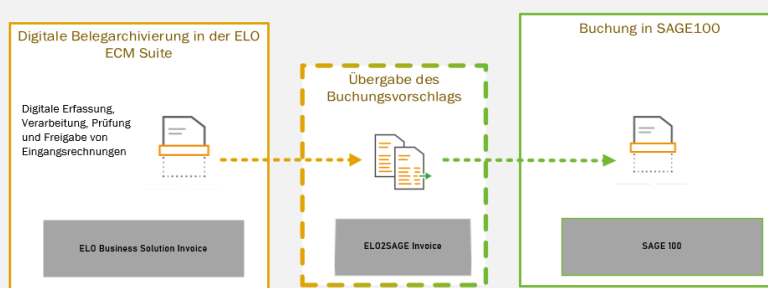 Digitale Belegarchivierung in der ELO
ECM Suite
Digitale Erfassung,
Verarbeitung, Prüfung
und Freigabe von
Eingangsrechnungen
ELO Business Solution Invoice
Übergabe des
Buchungsvorschlags
ELO2SAGE Invoice
Buchung in SAGE100
SAGE 100